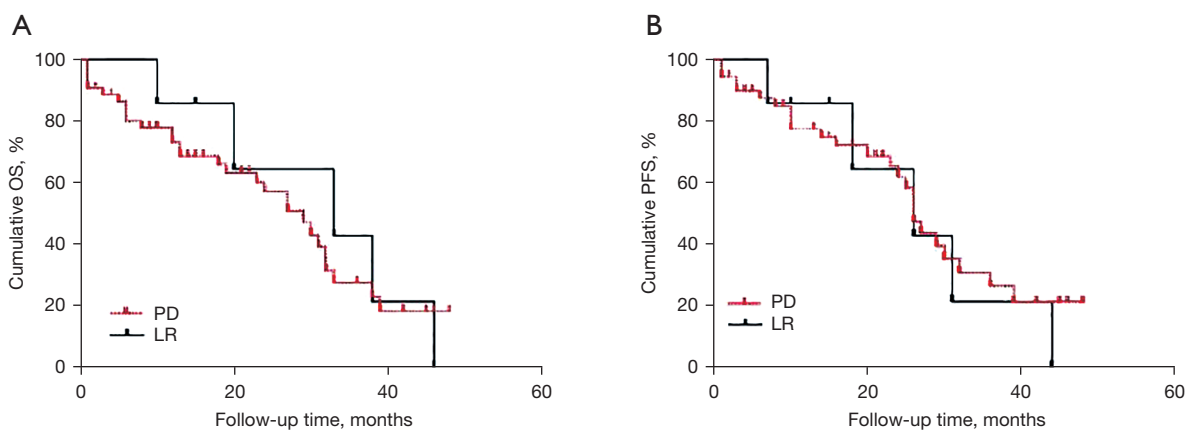 A
Cumulative OS, %
100
80
60
40
20
0
PD
LR
0 20 40 60
Follow-up time, months
B
Cumulative PFS, %
100
80
60
40
20
0
PD
LR
0 20 40 60
Follow-up time, months